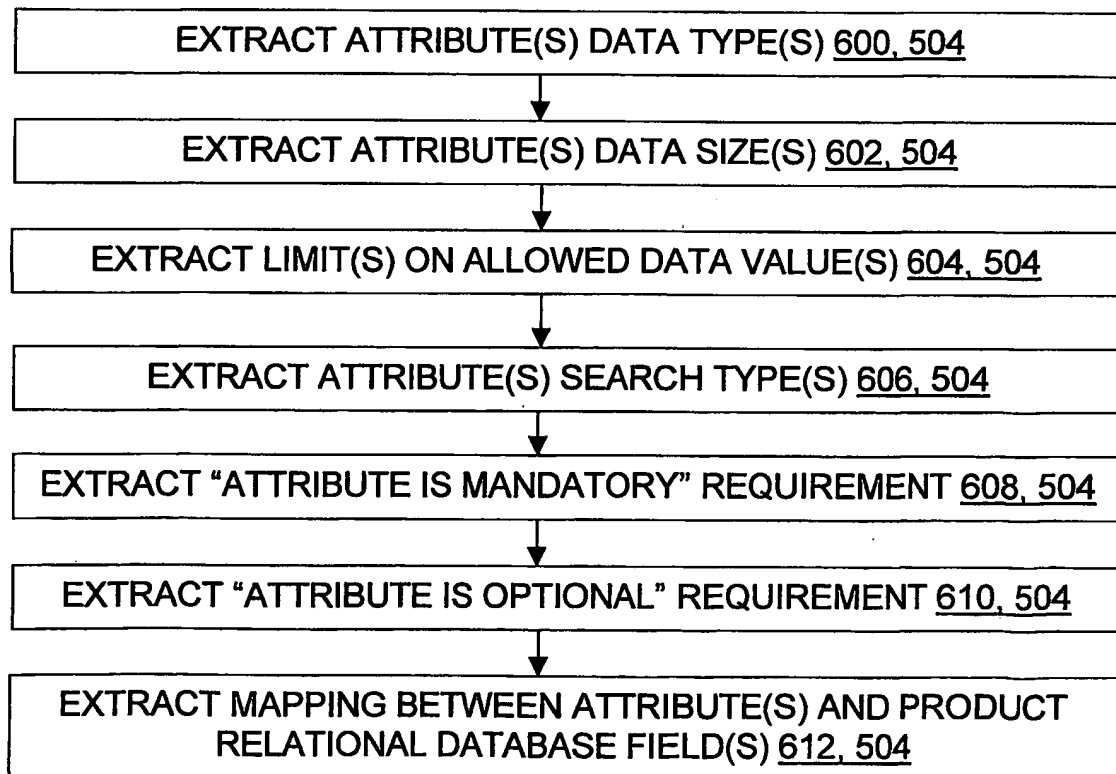 EXTRACT ATTRIBUTE(S) DATA TYPE(S) 600, 504
EXTRACT ATTRIBUTE(S) DATA SIZE(S) 602, 504
EXTRACT LIMIT(S) ON ALLOWED DATA VALUE(S) 604, 504
EXTRACT ATTRIBUTE(S) SEARCH TYPE(S) 606, 504
EXTRACT “ATTRIBUTE IS MANDATORY” REQUIREMENT 608, 504
EXTRACT “ATTRIBUTE IS OPTIONAL” REQUIREMENT 610, 504
EXTRACT MAPPING BETWEEN ATTRIBUTE(S) AND PRODUCT
RELATIONAL DATABASE FIELD(S) 612, 504